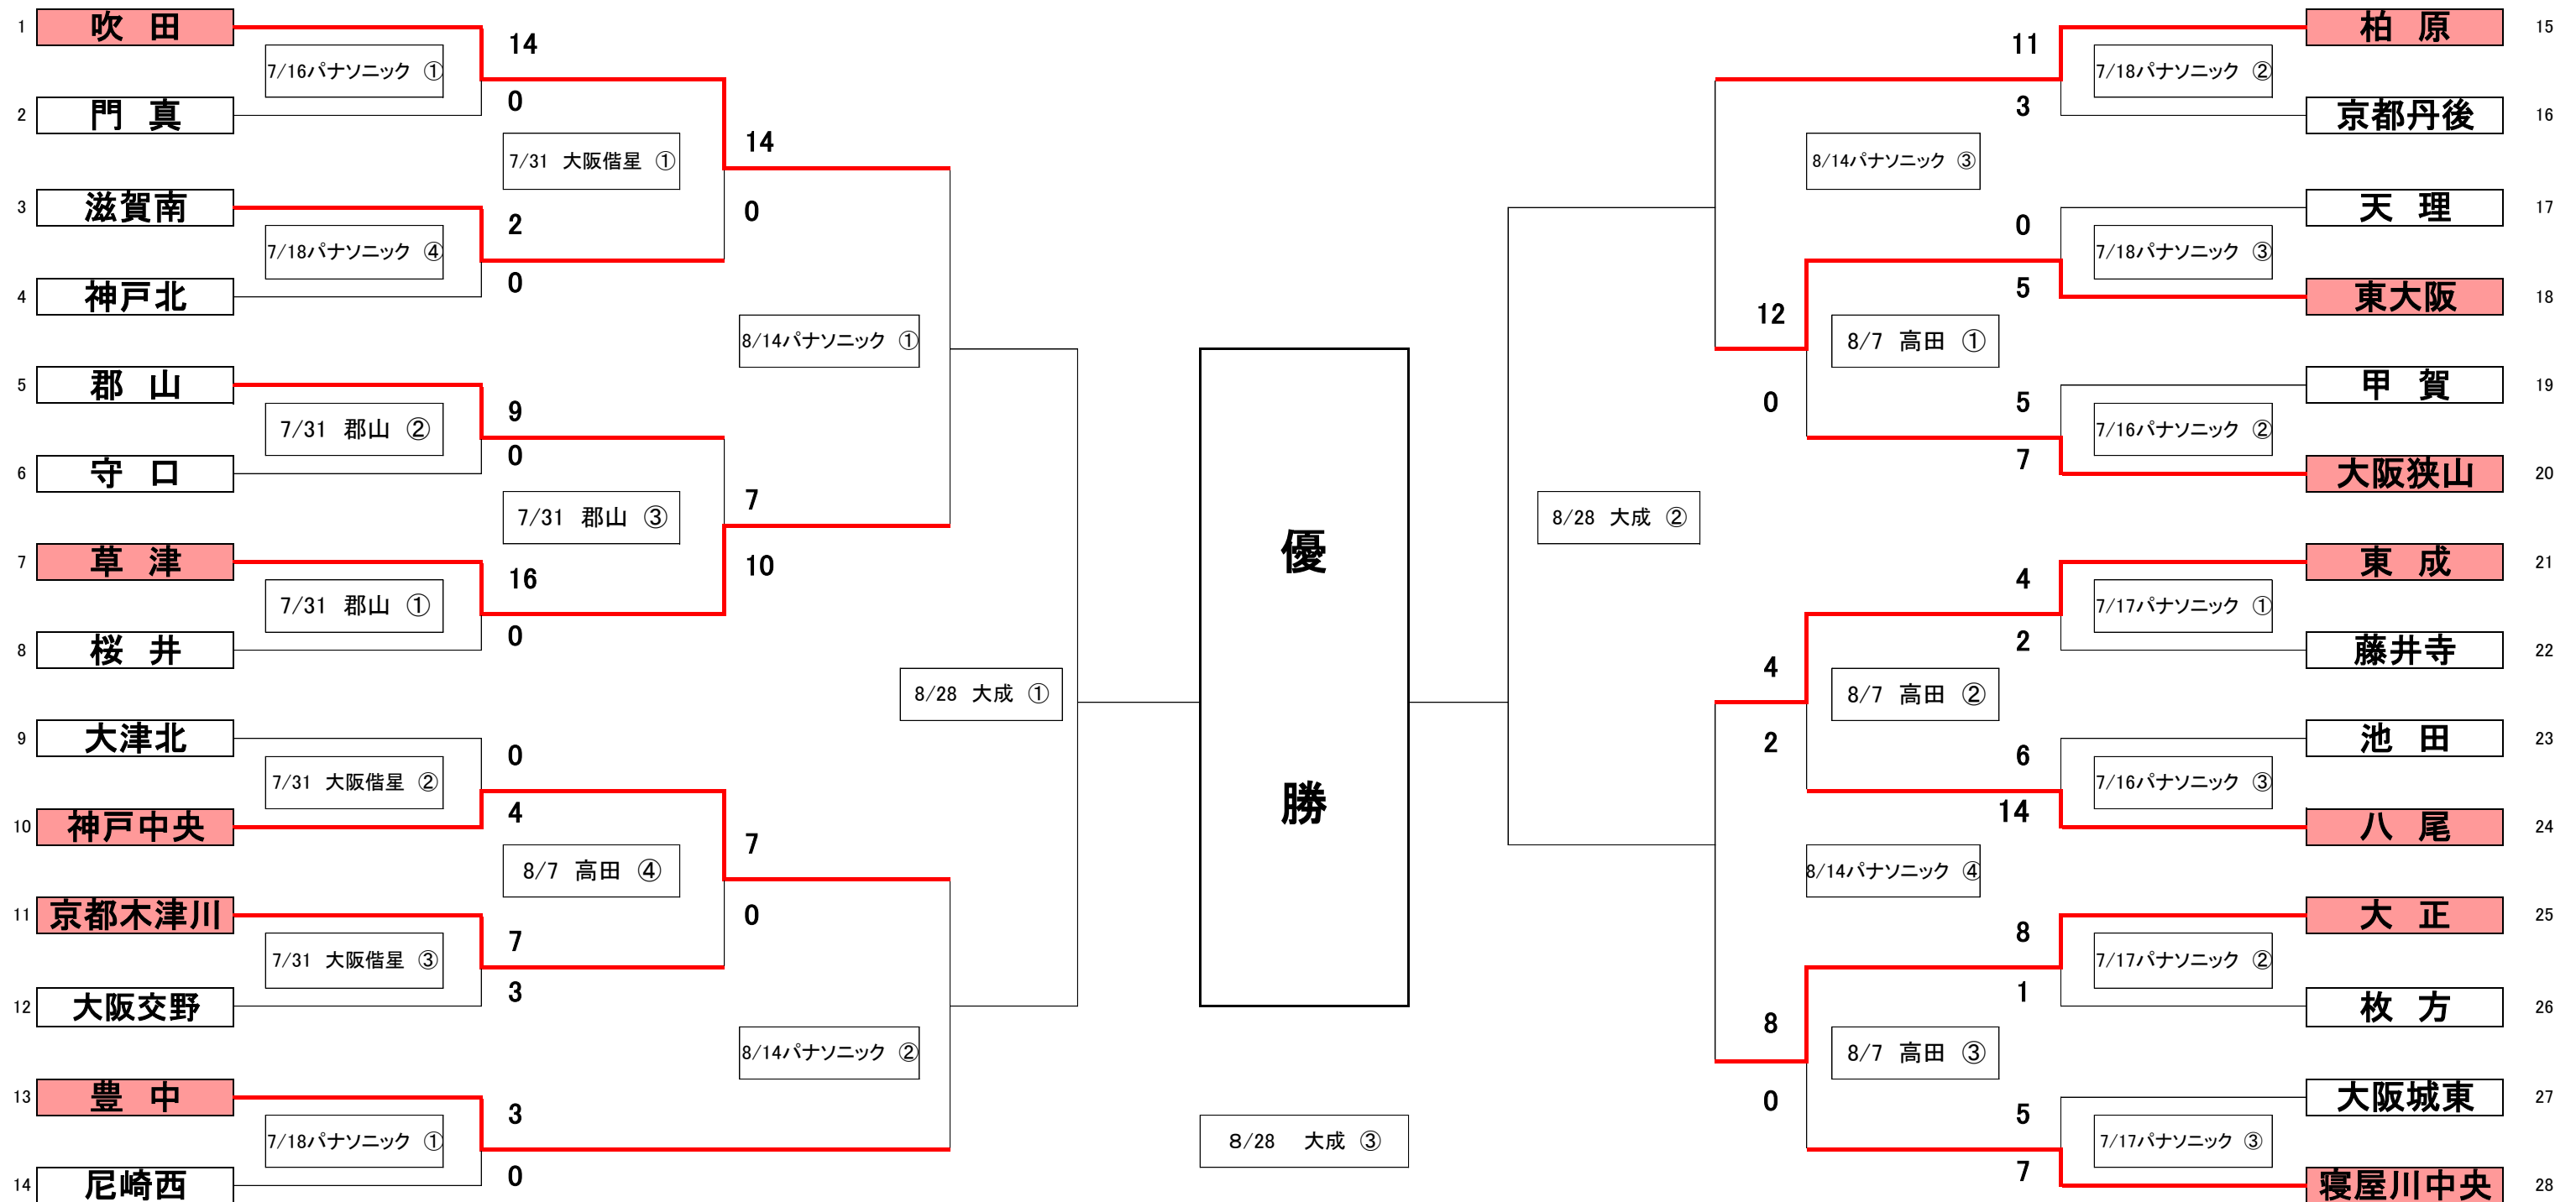 1 吹 田
14
7/16パナソニック ①
0
2 門 真
14
7/31 大阪偕星 ①
0
3 滋賀南
2
7/18パナソニック ④
0
4 神戸北
8/14パナソニック ①
5 郡 山
9
7/31 郡山 ②
0
6 守 口
7
7/31 郡山 ③
10
7 草 津
16
7/31 郡山 ①
0
8 桜 井
8/28 大成 ①
9 大津北
0
7/31 大阪偕星 ②
4
10 神戸中央
7
8/7 高田 ④
0
11 京都木津川
7
7/31 大阪偕星 ③
3
12 大阪交野
8/14パナソニック ②
13 豊 中
3
7/18パナソニック ①
0
14 尼崎西
優
勝
8/28 大成 ③
柏 原 15
11
7/18パナソニック ②
3
京都丹後 16
8/14パナソニック ③
天 理 17
0
7/18パナソニック ③
5
東大阪 18
12
8/7 高田 ①
0
甲 賀 19
5
7/16パナソニック ②
7
大阪狭山 20
8/28 大成 ②
東 成 21
4
7/17パナソニック ①
2
藤井寺 22
4
8/7 高田 ②
2
池 田 23
6
7/16パナソニック ③
14
八 尾 24
8/14パナソニック ④
大 正 25
8
7/17パナソニック ②
1
枚 方 26
8
8/7 高田 ③
0
大阪城東 27
5
7/17パナソニック ③
7
寝屋川中央 28